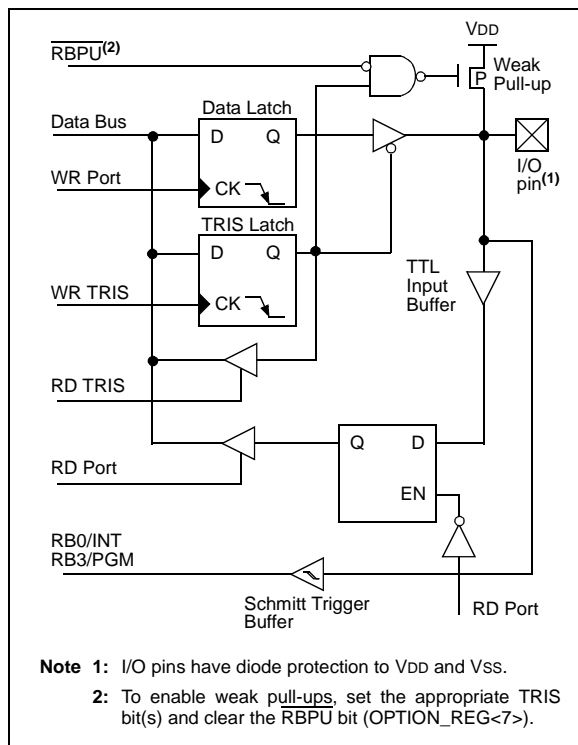 VDD
RBPU(2)
Weak
Pull-up
P
Data Latch
Data Bus
D Q
I/O
pin(1)
WR Port
CK
TRIS Latch
D Q
TTL
Input
Buffer
WR TRIS
CK
RD TRIS
Q D
RD Port
EN
RB0/INT
RB3/PGM
Schmitt Trigger
Buffer
RD Port
Note 1: I/O pins have diode protection to VDD and VSS.
2: To enable weak pull-ups, set the appropriate TRIS
bit(s) and clear the RBPU bit (OPTION_REG<7>).